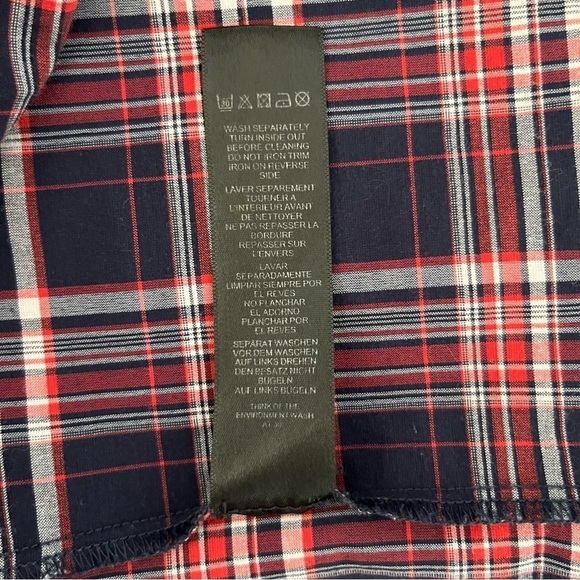 WASH SEPARATELY
TURN INSIDE OUT
BEFORE CLEANING
DO NOT IRON TRIM
IRON ON REVERSE
SIDE
LAVER SEPAREMENT
TOURNER A
L'INTERIEUR AVANT
DE NETTOYER
NE PAS REPASSER LA
BORDURE
REPASSER SUR
L'ENVERS
LAVAR
SEPARADAMENTE
LIMPIAR SIEMPRE POR
EL REVES
NO PLANCHAR
EL ADORNO
PLANCHAR POR
EL REVES
SEPARAT WASCHEN
VOR DEM WASCHEN
AUF LINKS DREHEN
DEN BESATZ NICHT
BUGELN
AUF LINKS BUGELN
THINK OF THE
ENVIRONMENT WASH
AT 30°